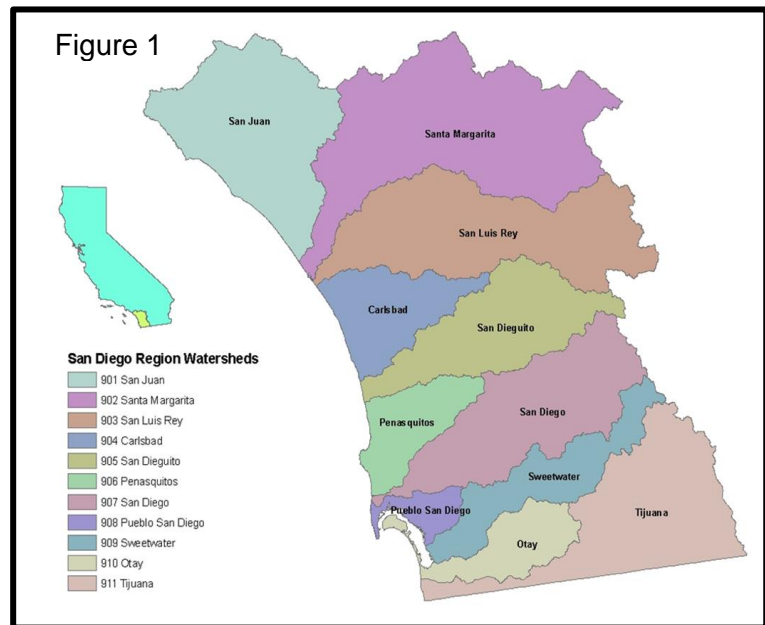 Figure 1
San Juan
Santa Margarita
San Luis Rey
Carlsbad
San Dieguito
Penasquitos
San Diego
Pueblo San Diego
Sweetwater
Otay
Tijuana
San Diego Region Watersheds
901 San Juan
902 Santa Margarita
903 San Luis Rey
904 Carlsbad
905 San Dieguito
906 Penasquitos
907 San Diego
908 Pueblo San Diego
909 Sweetwater
910 Otay
911 Tijuana